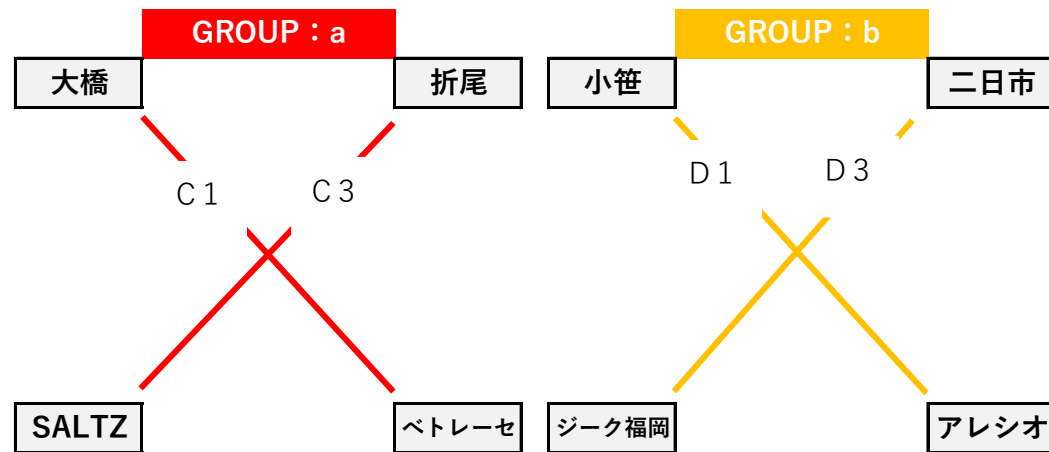 GROUP：a
大橋
折尾
C1
C3
SALTZ
ベトレーセ
GROUP：b
小笹
二日市
D1
D3
ジーク福岡
アレシオ